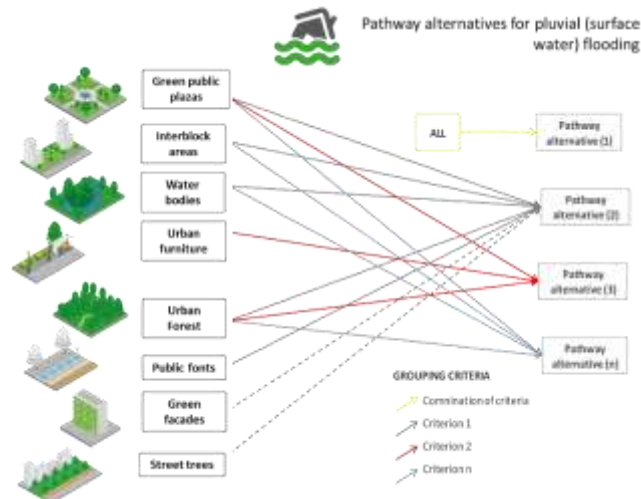 Pathway alternatives for pluvial (surface
water) flooding
Green public
plazas
Interblock
areas
Water
bodies
Urban
furniture
Urban
Forest
Public fonts
Green
facades
Street trees
ALL
Pathway
alternative (1)
Pathway
alternative (2)
Pathway
alternative (3)
Pathway
alternative (n)
GROUPING CRITERIA
Comnination of criteria
Criterion 1
Criterion 2
Criterion n